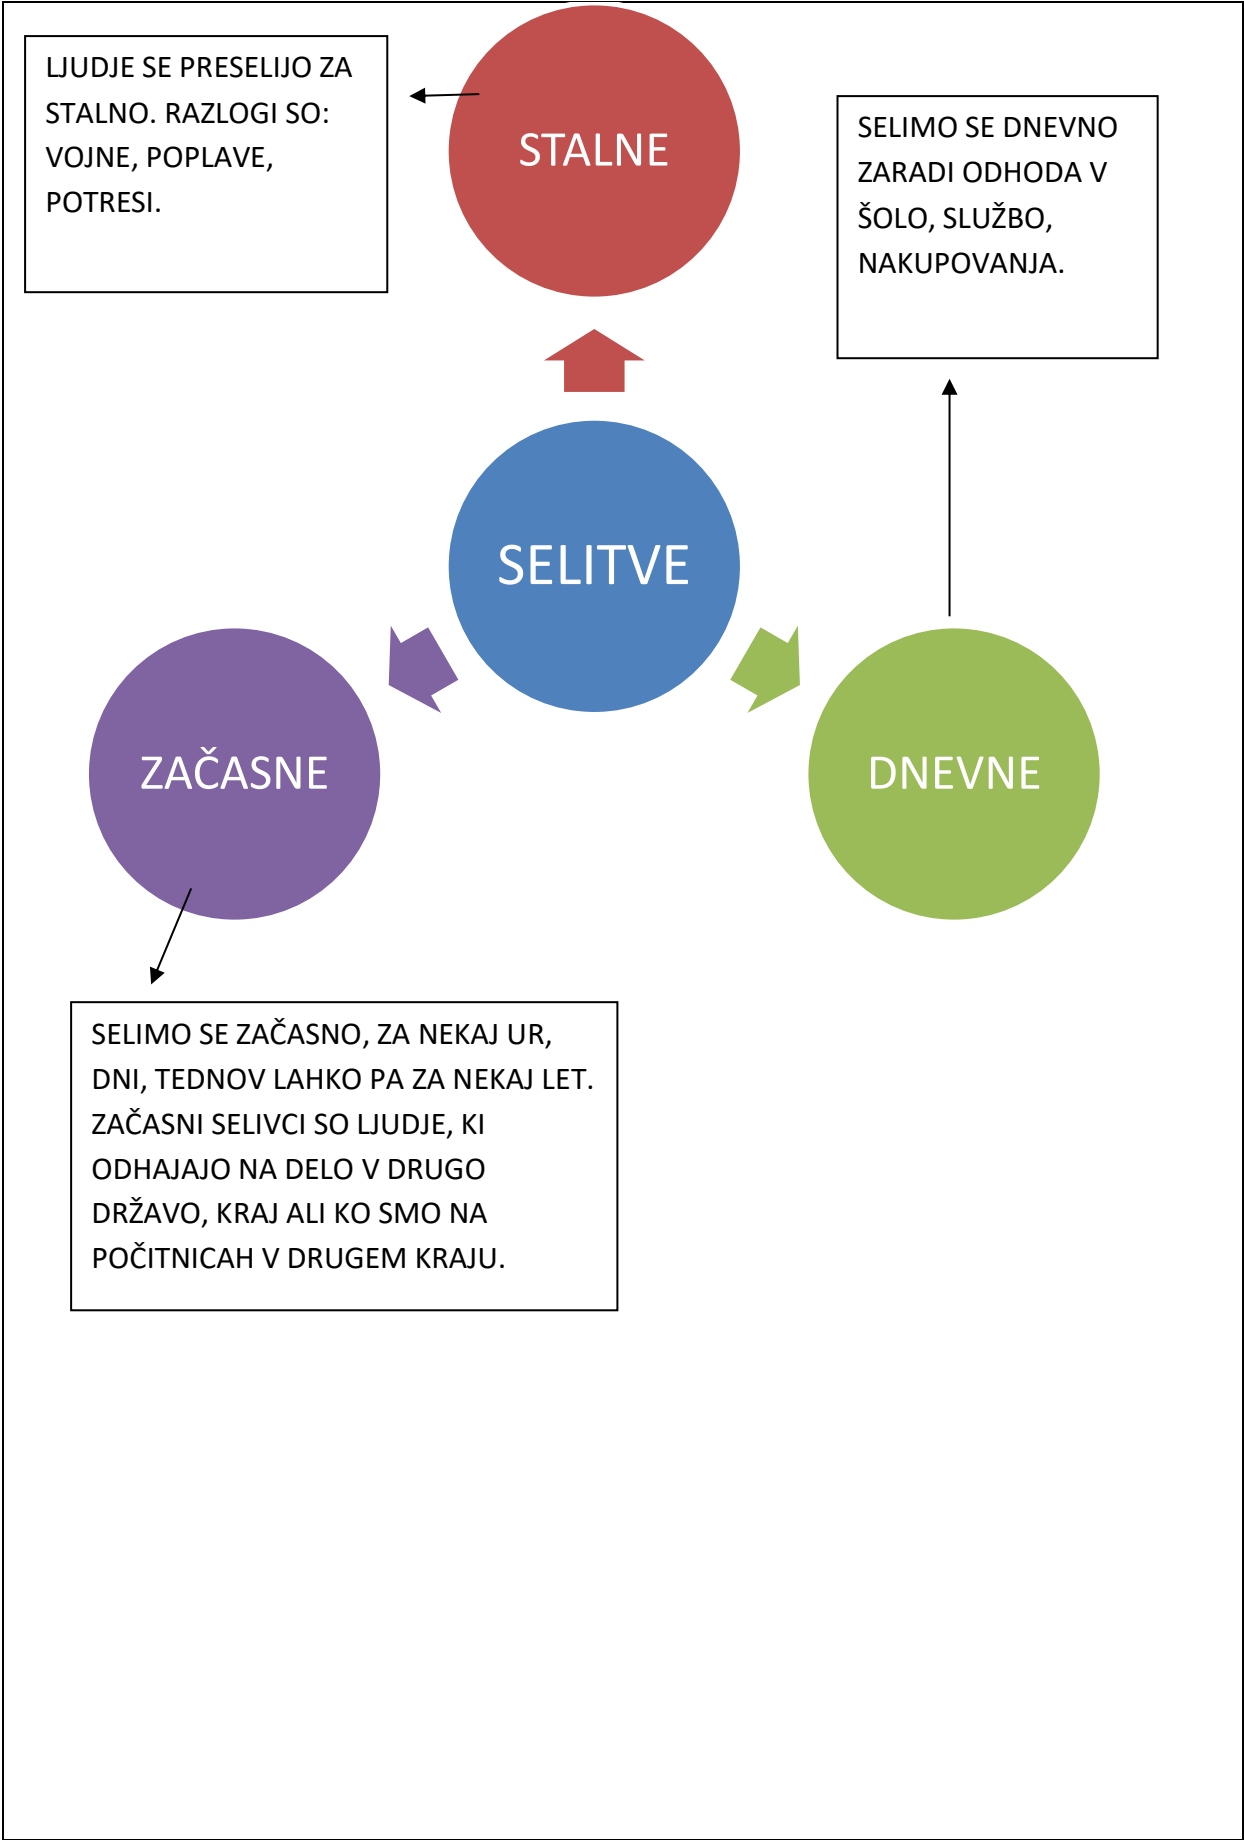 LJUDJE SE PRESELIJO ZA
STALNO. RAZLOGI SO:
VOJNE, POPLAVE,
POTRESI.
STALNE
SELIMO SE DNEVNO
ZARADI ODHODA V
ŠOLO, SLUŽBO,
NAKUPOVANJA.
SELITVE
ZAČASNE
DNEVNE
SELIMO SE ZAČASNO, ZA NEKAJ UR,
DNI, TEDNOV LAHKO PA ZA NEKAJ LET.
ZAČASNI SELIVCI SO LJUDJE, KI
ODHAJAJO NA DELO V DRUGO
DRŽAVO, KRAJ ALI KO SMO NA
POČITNICAH V DRUGEM KRAJU.